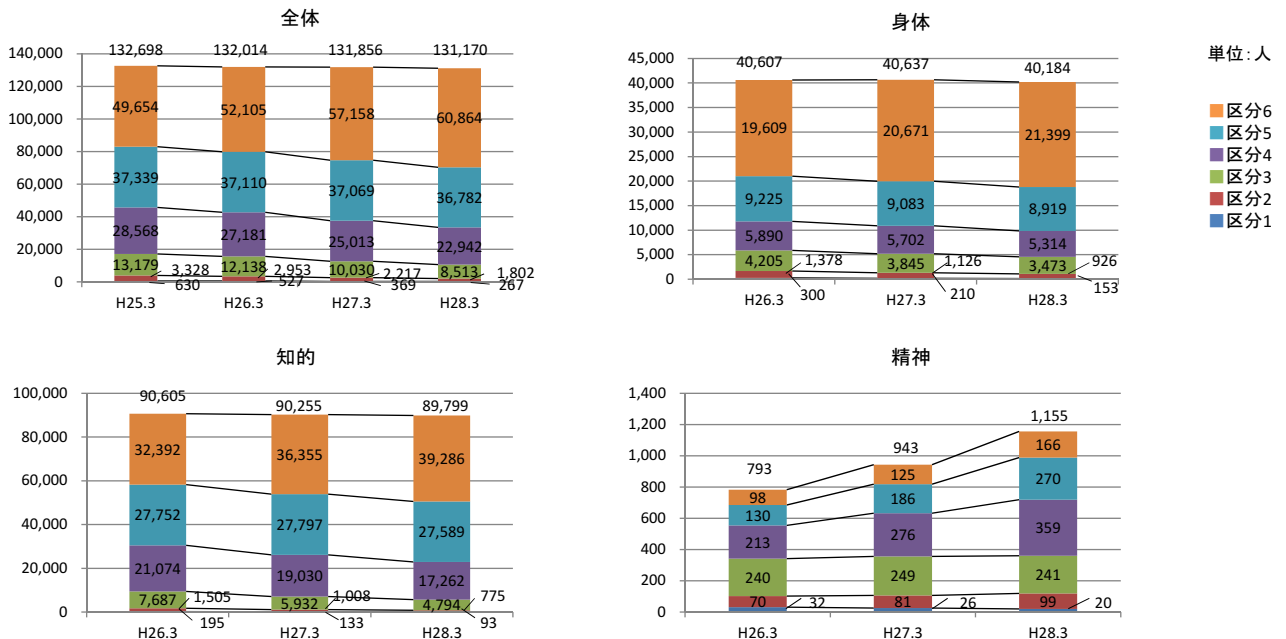 全体
140,000
120,000
100,000
80,000
60,000
40,000
20,000
0
132,698 132,014 131,856 131,170
49,654 52,105 57,158 60,864
37,339 37,110 37,069 36,782
28,568 27,181 25,013 22,942
13,179 3,328 12,138 2,953 10,030 2,217 8,513 1,802
630 527 369 267
H25.3 H26.3 H27.3 H28.3
身体
45,000
40,000
35,000
30,000
25,000
20,000
15,000
10,000
5,000
0
40,607 40,637 40,184
19,609 20,671 21,399
9,225 9,083 8,919
5,890 5,702 5,314
4,205 1,378 3,845 1,126 3,473 926
300 210 153
H26.3 H27.3 H28.3
単位:人
区分6
区分5
区分4
区分3
区分2
区分1
知的
100,000
80,000
60,000
40,000
20,000
0
90,605 90,255 89,799
32,392 36,355 39,286
27,752 27,797 27,589
21,074 19,030 17,262
7,687 1,505 5,932 1,008 4,794 775
195 133 93
H26.3 H27.3 H28.3
精神
1,400
1,200
1,000
800
600
400
200
0
793 943 1,155
98 125 166
130 186 270
213 276 359
240 249 241
70 32 81 26 99 20
H26.3 H27.3 H28.3